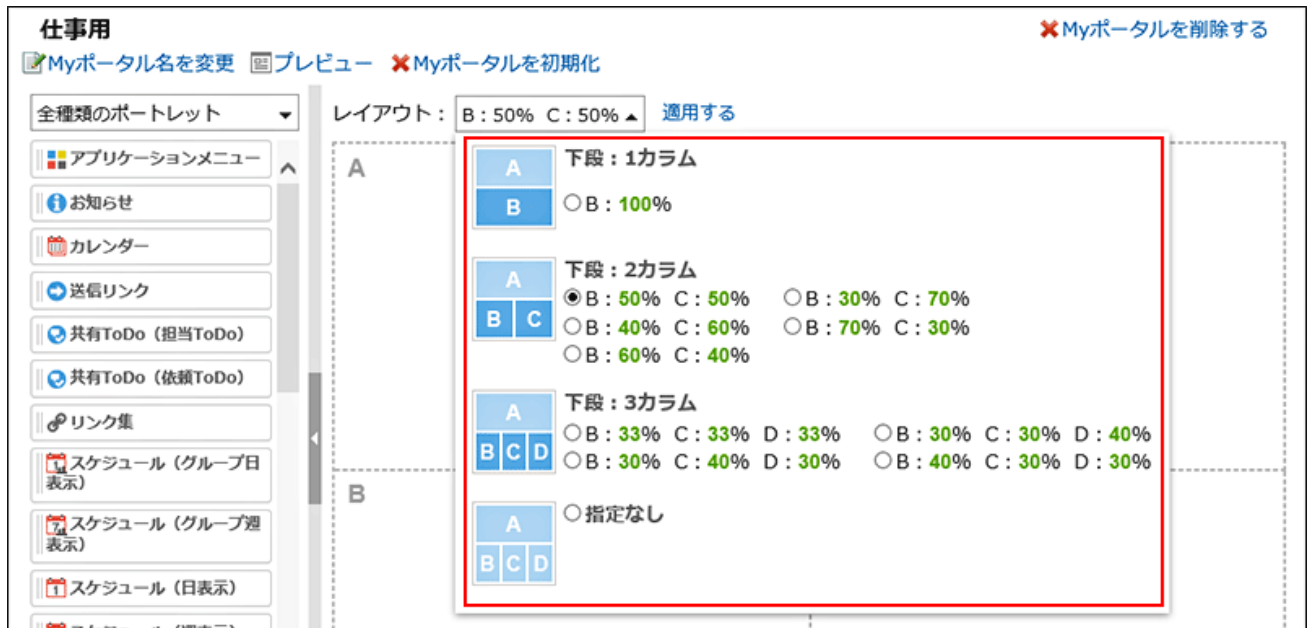 仕事用
Myポータルを削除する
Myポータル名を変更 プレビュー Myポータルを初期化
全種類のポートレット
レイアウト： B：50% C：50% 適用する
アプリケーションメニュー
お知らせ
カレンダー
送信リンク
共有ToDo（担当ToDo）
共有ToDo（依頼ToDo）
リンク集
スケジュール（グループ日
表示）
スケジュール（グループ週
表示）
スケジュール（日表示）
A
B
A
B
下段：1カラム
B：100%
A
B C
下段：2カラム
B：50% C：50% B：30% C：70%
B：40% C：60% B：70% C：30%
B：60% C：40%
A
B C D
下段：3カラム
B：33% C：33% D：33% B：30% C：30% D：40%
B：30% C：40% D：30% B：40% C：30% D：30%
A
B C D
指定なし